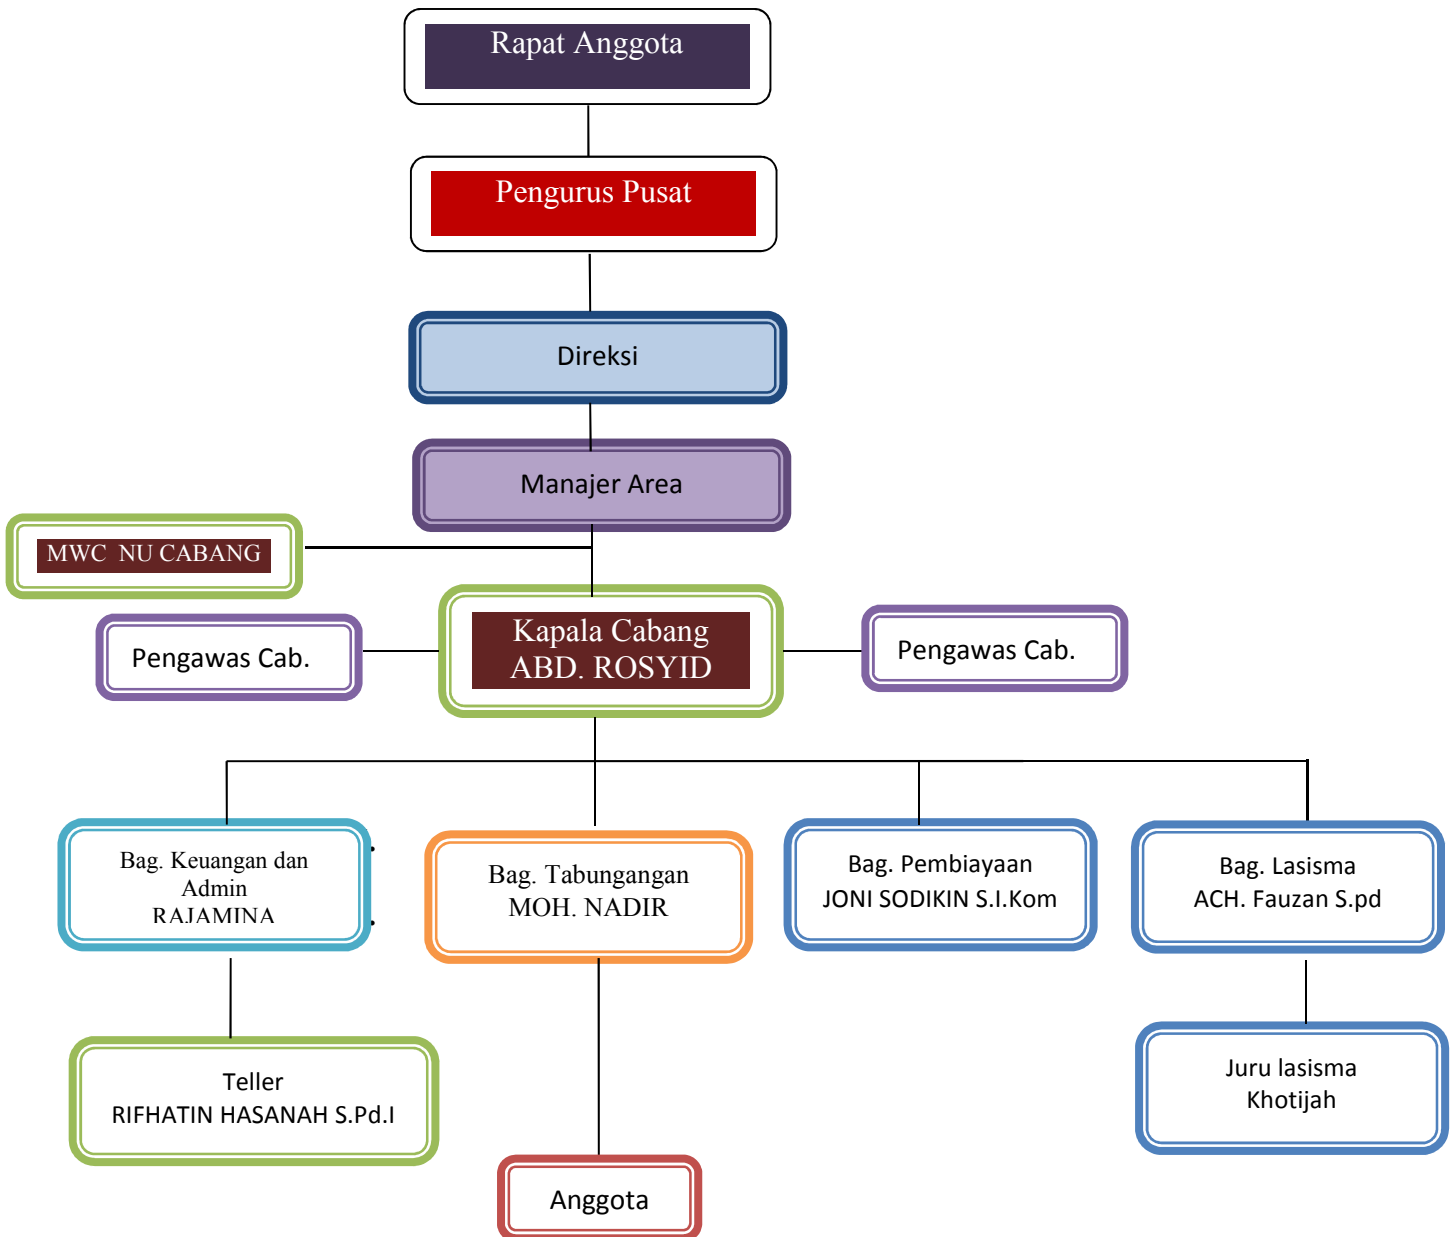 Rapat Anggota
Pengurus Pusat
Direksi
Manajer Area
MWC NU CABANG
Pengawas Cab.
Kapala Cabang
ABD. ROSYID
Pengawas Cab.
Bag. Keuangan dan
Admin
RAJAMINA
Bag. Tabungangan
MOH. NADIR
Bag. Pembiayaan
JONI SODIKIN S.I.Kom
Bag. Lasisma
ACH. Fauzan S.pd
Teller
RIFHATIN HASANAH S.Pd.I
Juru lasisma
Khotijah
Anggota